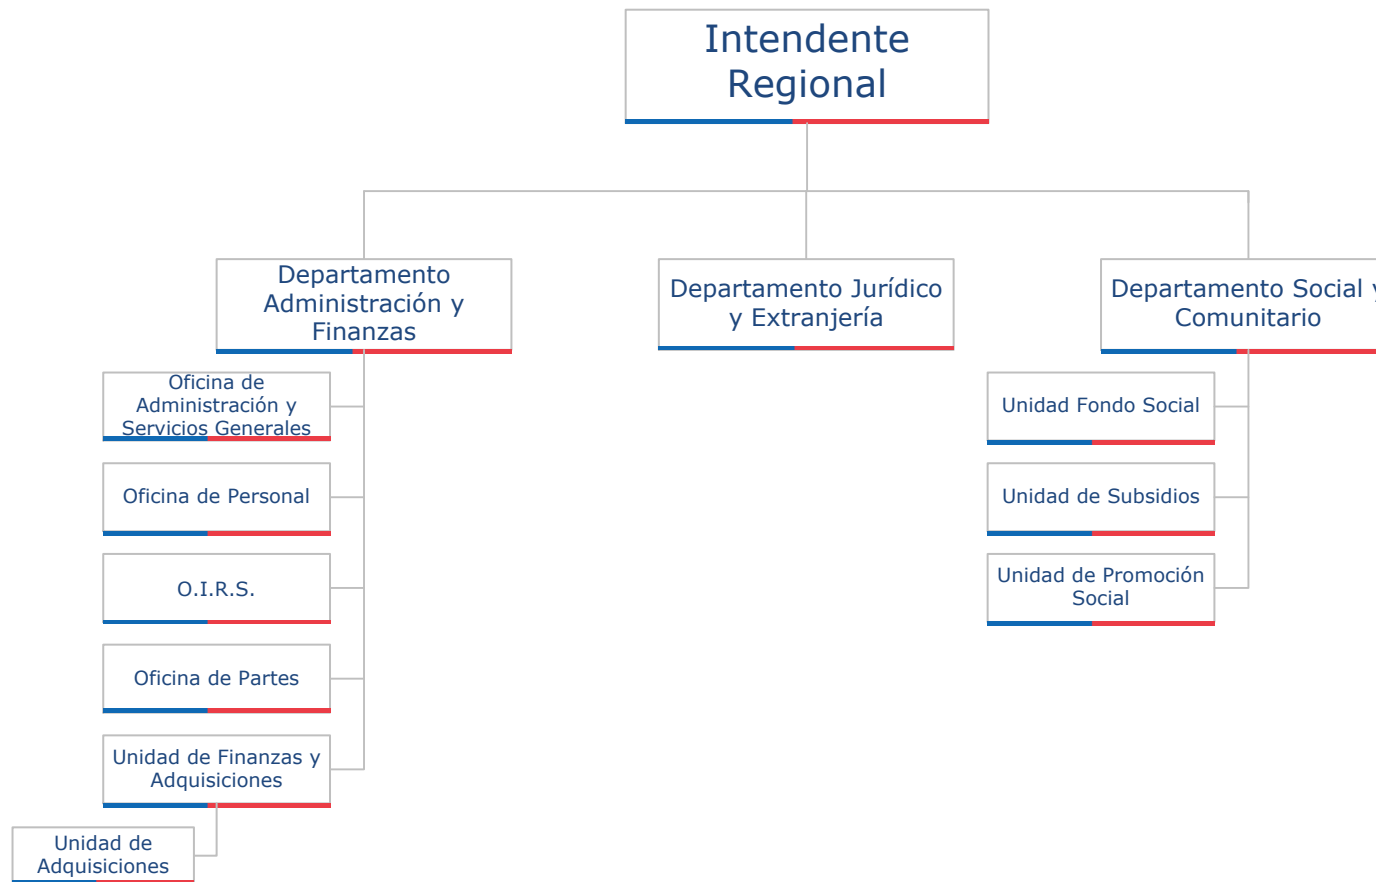 Intendente
Regional
Departamento
Administración y
Finanzas
Departamento Jurídico
y Extranjería
Departamento Social y
Comunitario
Oficina de
Administración y
Servicios Generales
Oficina de Personal
O.I.R.S.
Oficina de Partes
Unidad de Finanzas y
Adquisiciones
Unidad de
Adquisiciones
Unidad Fondo Social
Unidad de Subsidios
Unidad de Promoción
Social